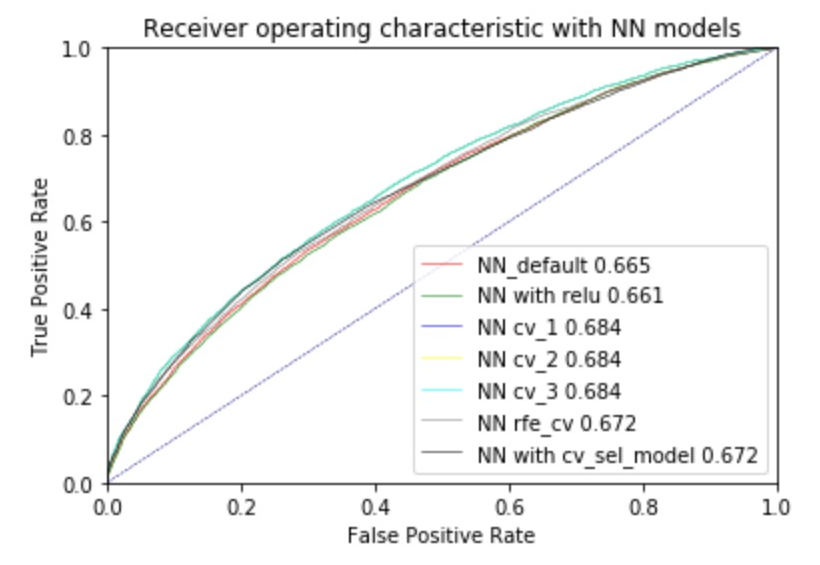 Receiver operating characteristic with NN models
1.0
0.8
0.6
0.4
0.2
0.0
True Positive Rate
NN_default 0.665
NN with relu 0.661
NN cv_1 0.684
NN cv_2 0.684
NN cv_3 0.684
NN rfe_cv 0.672
NN with cv_sel_model 0.672
0.0 0.2 0.4 0.6 0.8 1.0
False Positive Rate